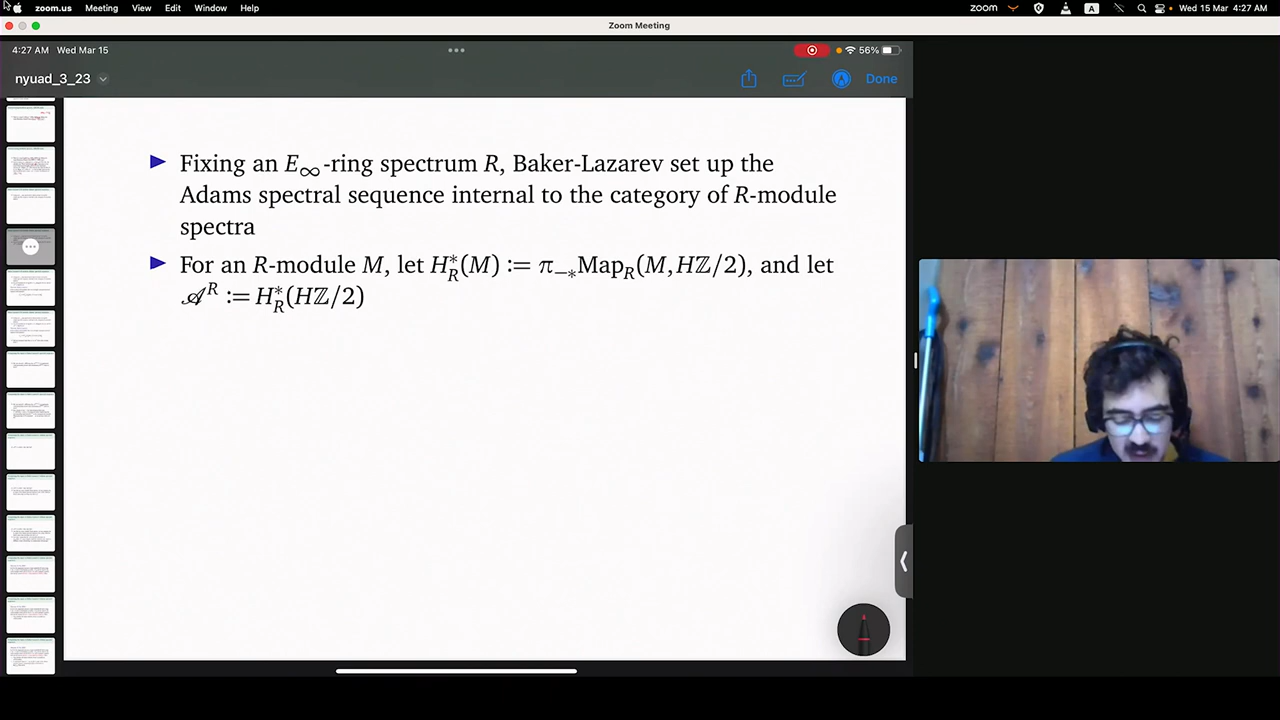 zoom.us Meeting View Edit Window Help zoom A Wed 15 Mar 4:27 AM
Zoom Meeting
4:27 AM Wed Mar 15 56%
nyuad_3_23 Done
Fixing an E∞-ring spectrum R, Baker-Lazarev set up the
Adams spectral sequence internal to the category of R-module
spectra
For an R-module M, let H*_R(M) := π_{-*}Map_R(M, Hℤ/2), and let
𝒜^R := H*_R(Hℤ/2)